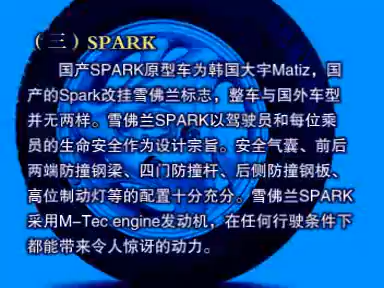 （三）SPARK
国产SPARK原型车为韩国大宇Matiz，国
产的Spark改挂雪佛兰标志，整车与国外车型
并无两样。雪佛兰SPARK以驾驶员和每位乘
员的生命安全作为设计宗旨。安全气囊、前后
两端防撞钢梁、四门防撞杆、后侧防撞钢板、
高位制动灯等的配置十分充分。雪佛兰SPARK
采用M-Tec engine发动机，在任何行驶条件下
都能带来令人惊讶的动力。